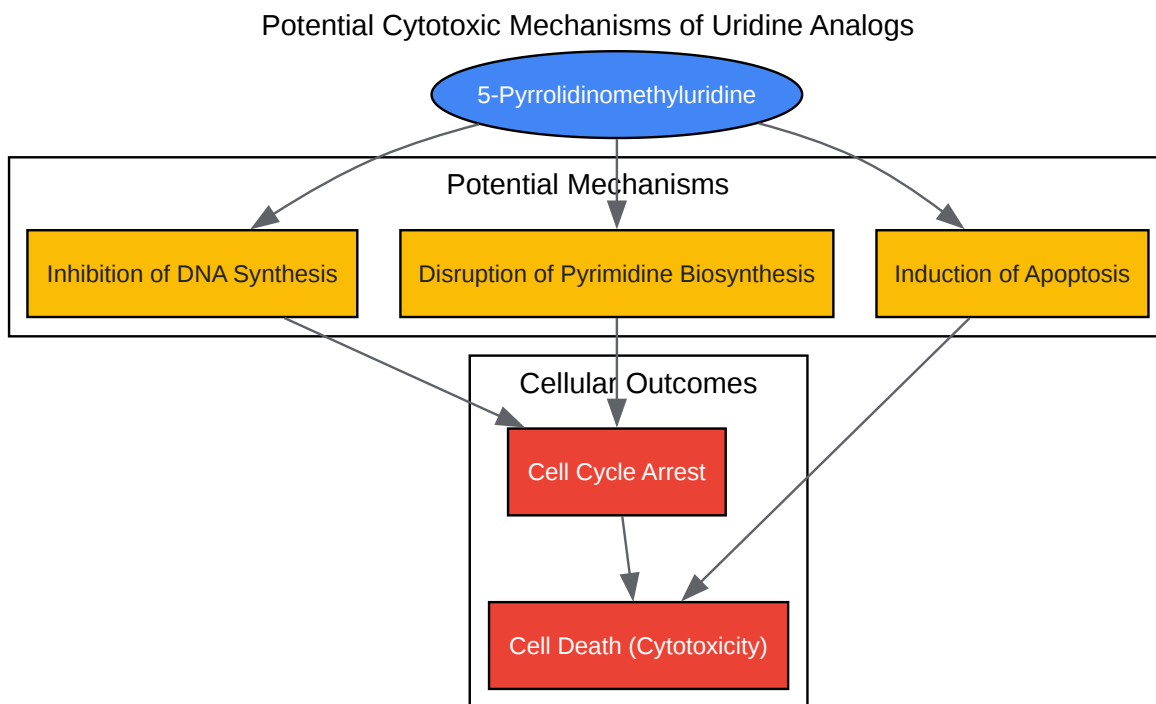 Potential Cytotoxic Mechanisms of Uridine Analogs
5-Pyrrolidinomethyluridine
Potential Mechanisms
Inhibition of DNA Synthesis
Disruption of Pyrimidine Biosynthesis
Induction of Apoptosis
Cellular Outcomes
Cell Cycle Arrest
Cell Death (Cytotoxicity)